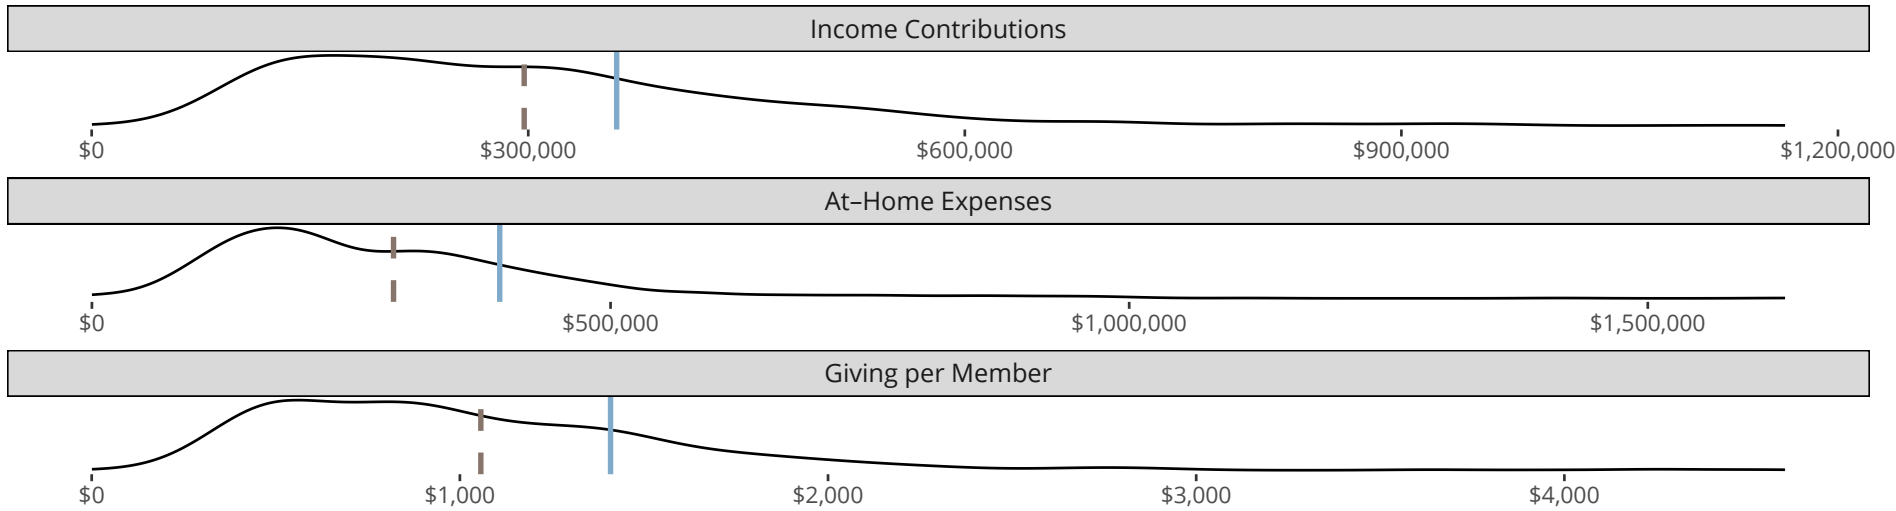 Income Contributions
$0 $300,000 $600,000 $900,000 $1,200,000
At–Home Expenses
$0 $500,000 $1,000,000 $1,500,000
Giving per Member
$0 $1,000 $2,000 $3,000 $4,000